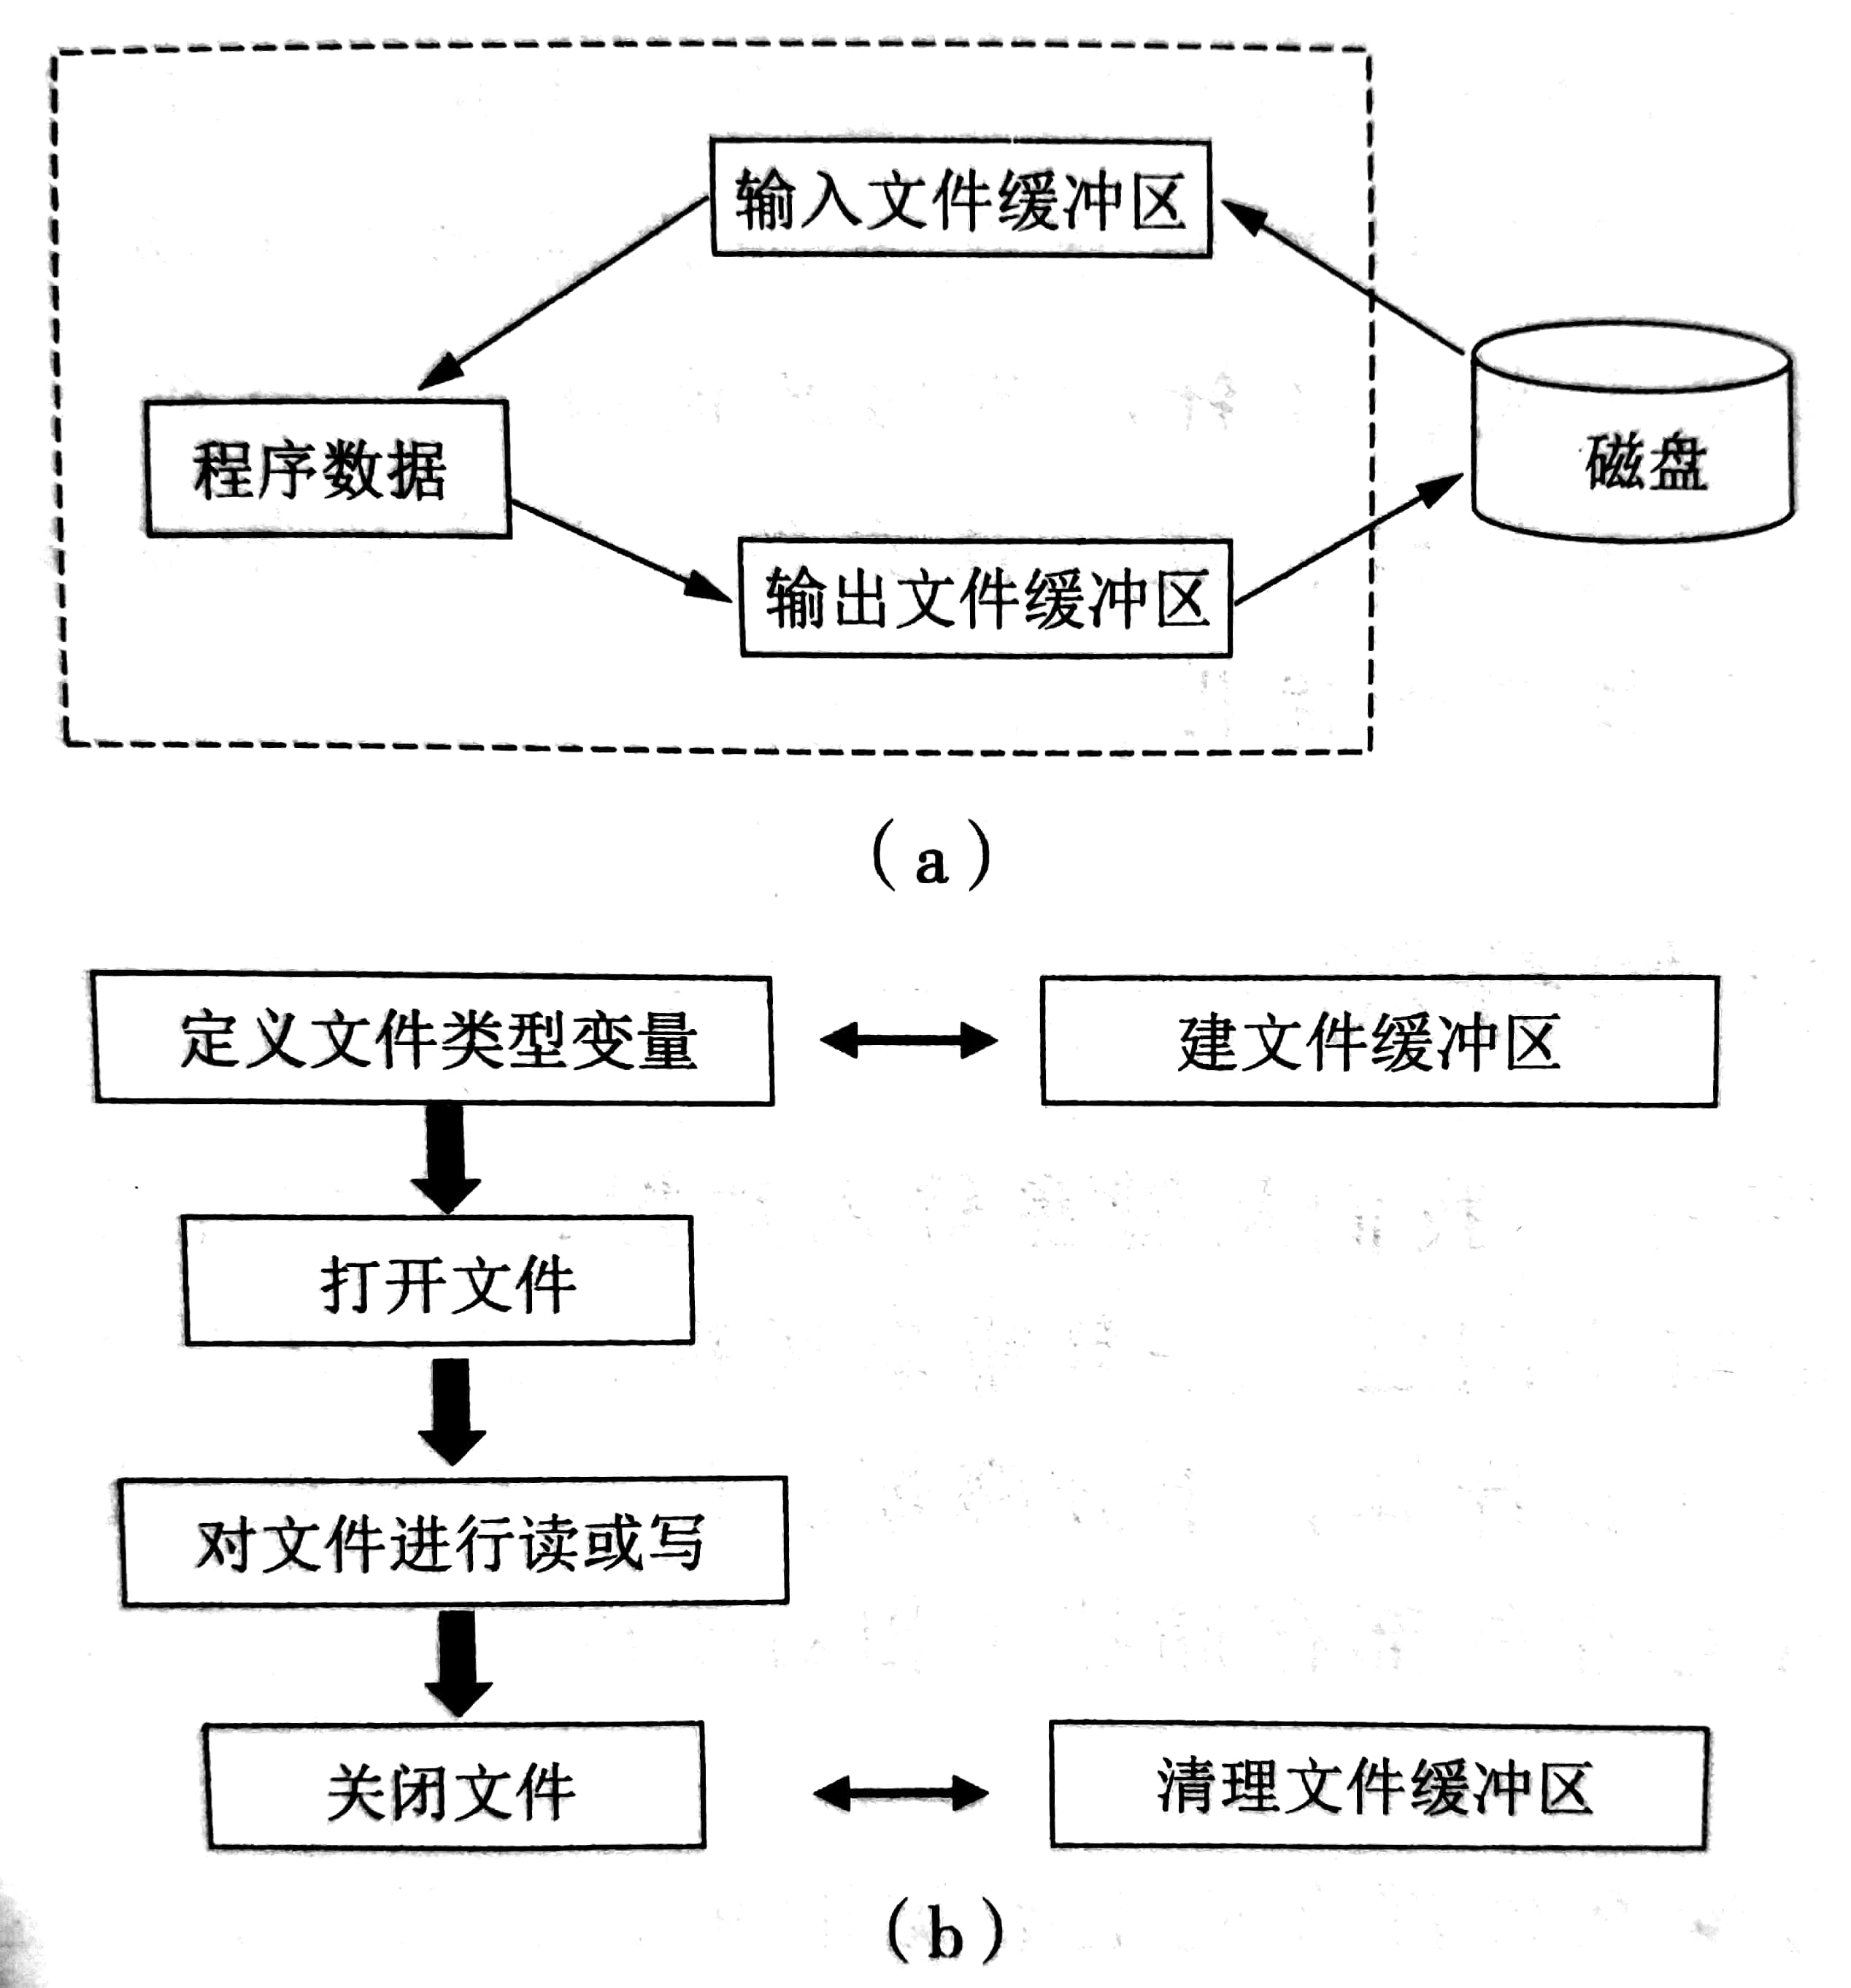 输入文件缓冲区
程序数据
磁盘
输出文件缓冲区
(a)
定义文件类型变量
建文件缓冲区
打开文件
对文件进行读或写
关闭文件
清理文件缓冲区
(b)